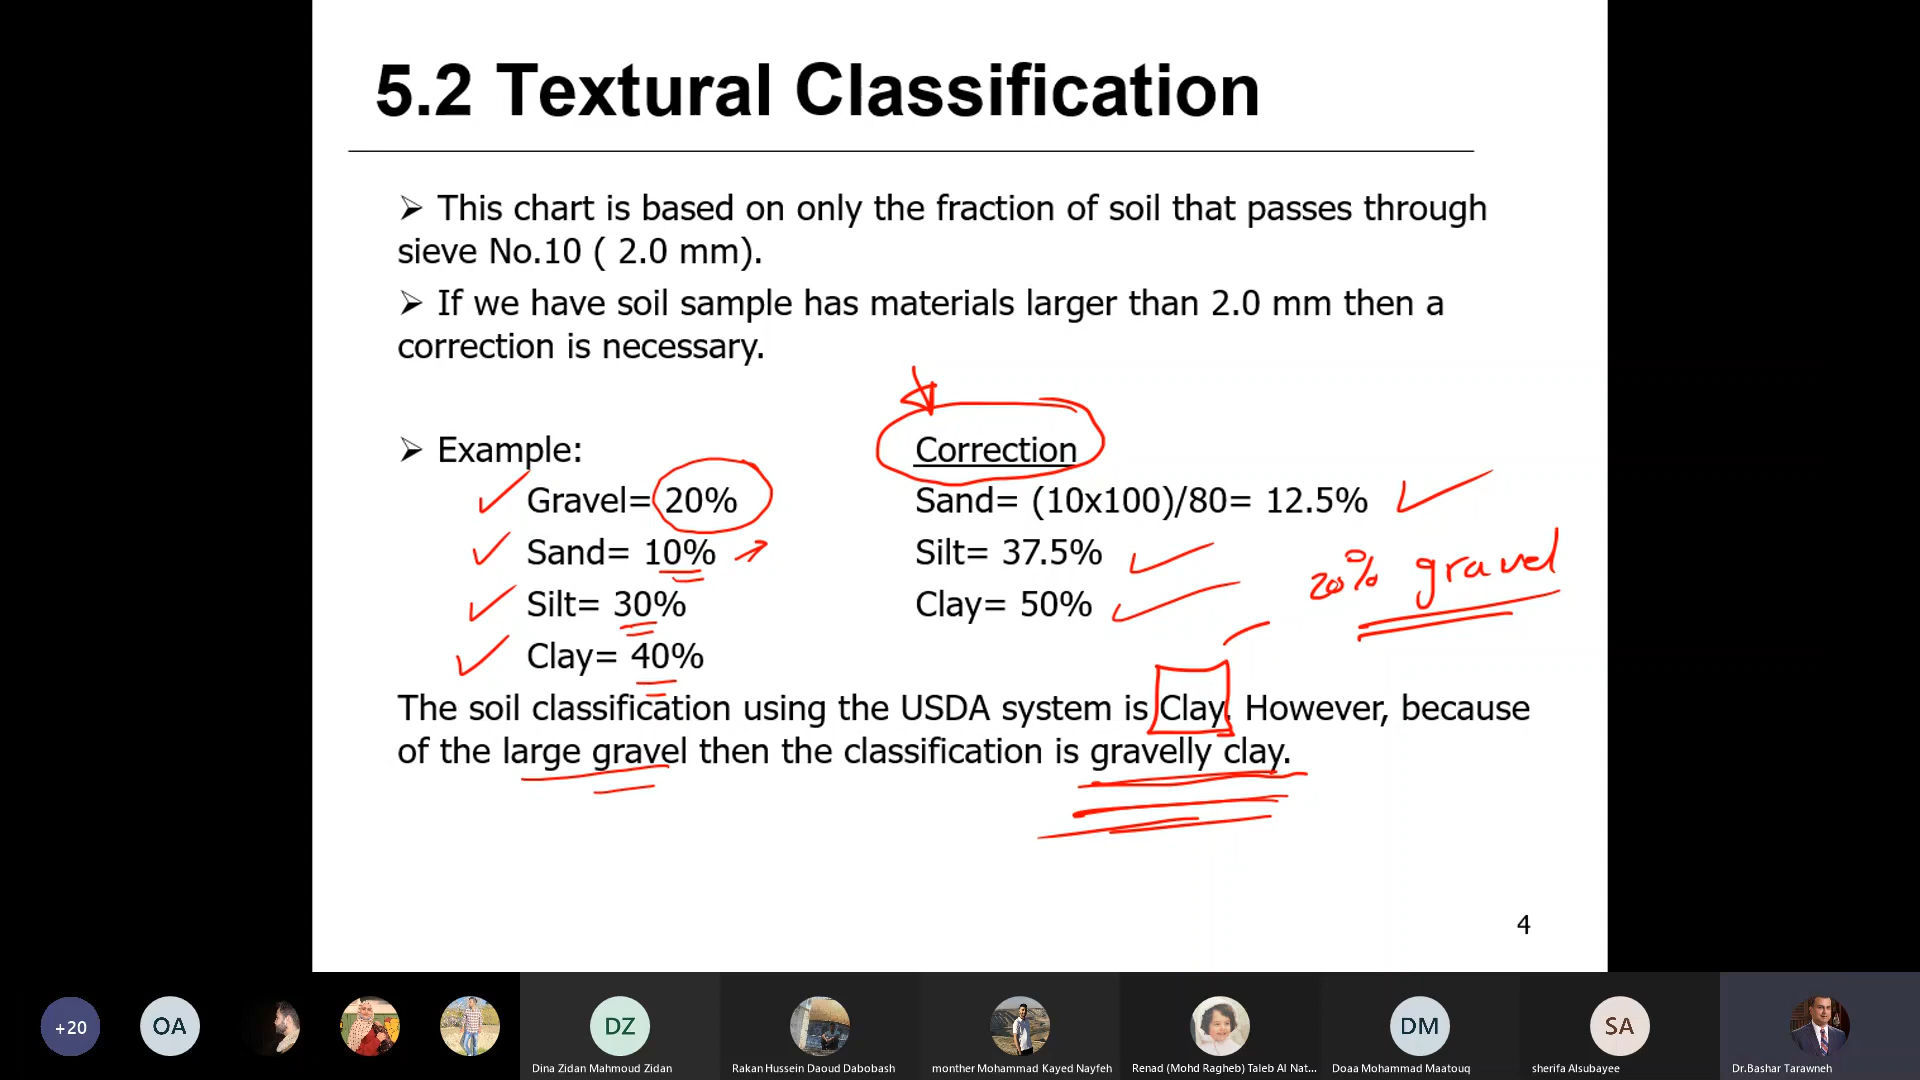 5.2 Textural Classification
➢ This chart is based on only the fraction of soil that passes through
sieve No.10 ( 2.0 mm).
➢ If we have soil sample has materials larger than 2.0 mm then a
correction is necessary.
➢ Example:
Gravel= 20%
Sand= 10%
Silt= 30%
Clay= 40%
Correction
Sand= (10x100)/80= 12.5%
Silt= 37.5%
Clay= 50%
20% gravel
The soil classification using the USDA system is Clay. However, because
of the large gravel then the classification is gravelly clay.
4
+20
OA
DZ
Dina Zidan Mahmoud Zidan
Rakan Hussein Daoud Dabobash
monther Mohammad Kayed Nayfeh
Renad (Mohd Ragheb) Taleb Al Nat...
DM
Doaa Mohammad Maatouq
SA
sherifa Alsubayee
Dr.Bashar Tarawneh